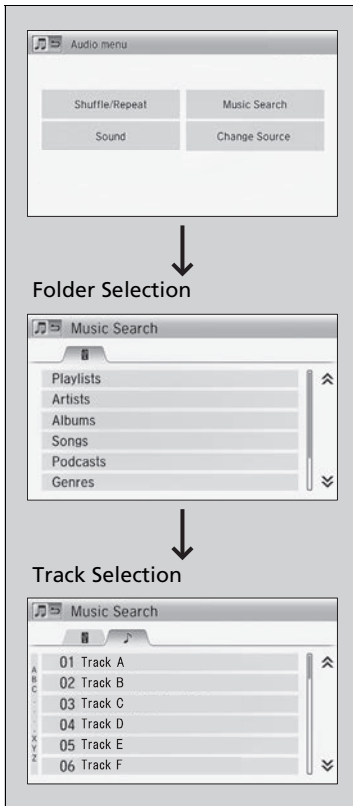 Audio menu
Shuffle/Repeat Music Search
Sound Change Source
Folder Selection
Music Search
Playlists
Artists
Albums
Songs
Podcasts
Genres
Track Selection
Music Search
A
B
C
X
Y
Z
01 Track A
02 Track B
03 Track C
04 Track D
05 Track E
06 Track F